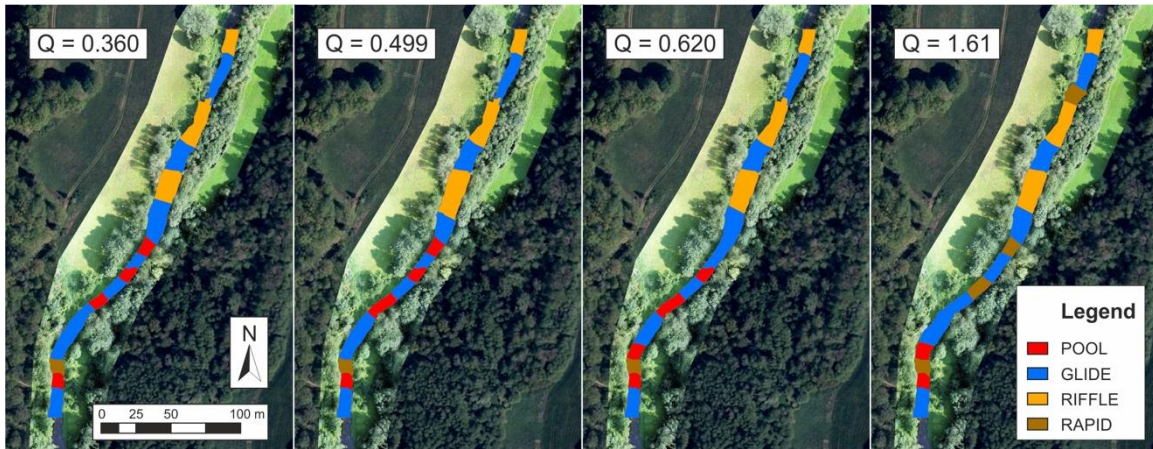 Q = 0.360
Q = 0.499
Q = 0.620
Q = 1.61
N
0 25 50 100 m
Legend
POOL
GLIDE
RIFFLE
RAPID